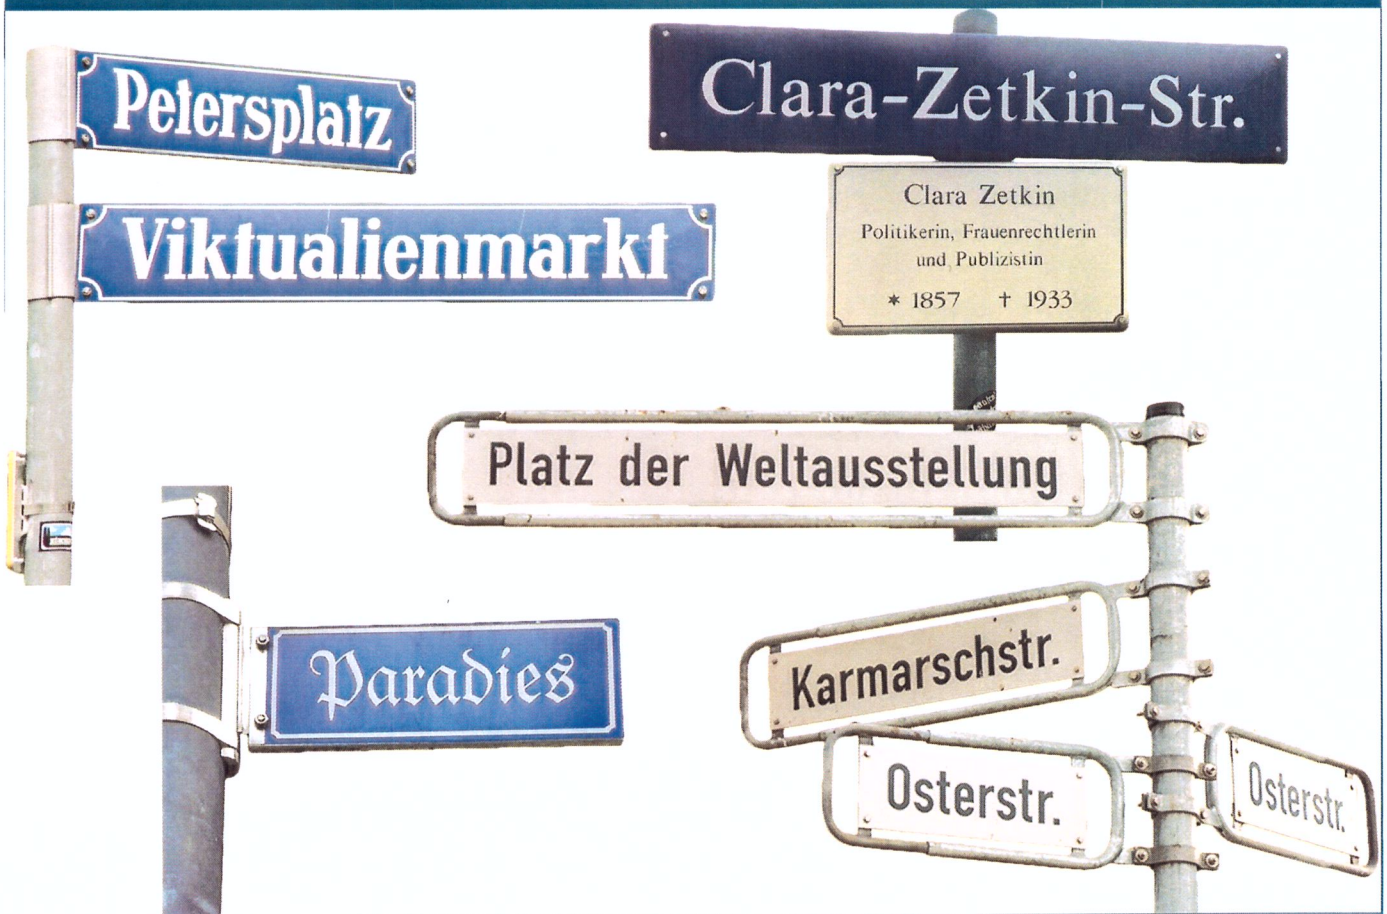 Petersplatz
Viktualienmarkt
Clara-Zetkin-Str.
Clara Zetkin
Politikerin, Frauenrechtlerin
und Publizistin
* 1857 † 1933
Platz der Weltausstellung
Karmarschstr.
Osterstr.
Osterstr.
Paradies